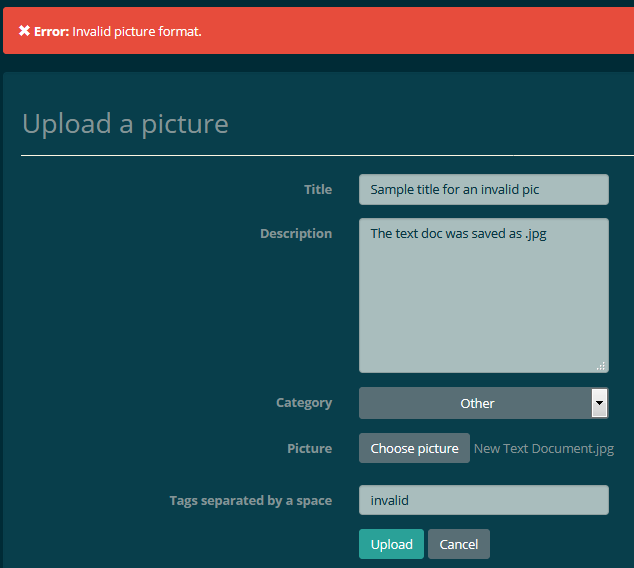 ✖ Error: Invalid picture format.
Upload a picture
Title Sample title for an invalid pic
Description The text doc was saved as .jpg
Category Other
Picture Choose picture New Text Document.jpg
Tags separated by a space invalid
Upload Cancel